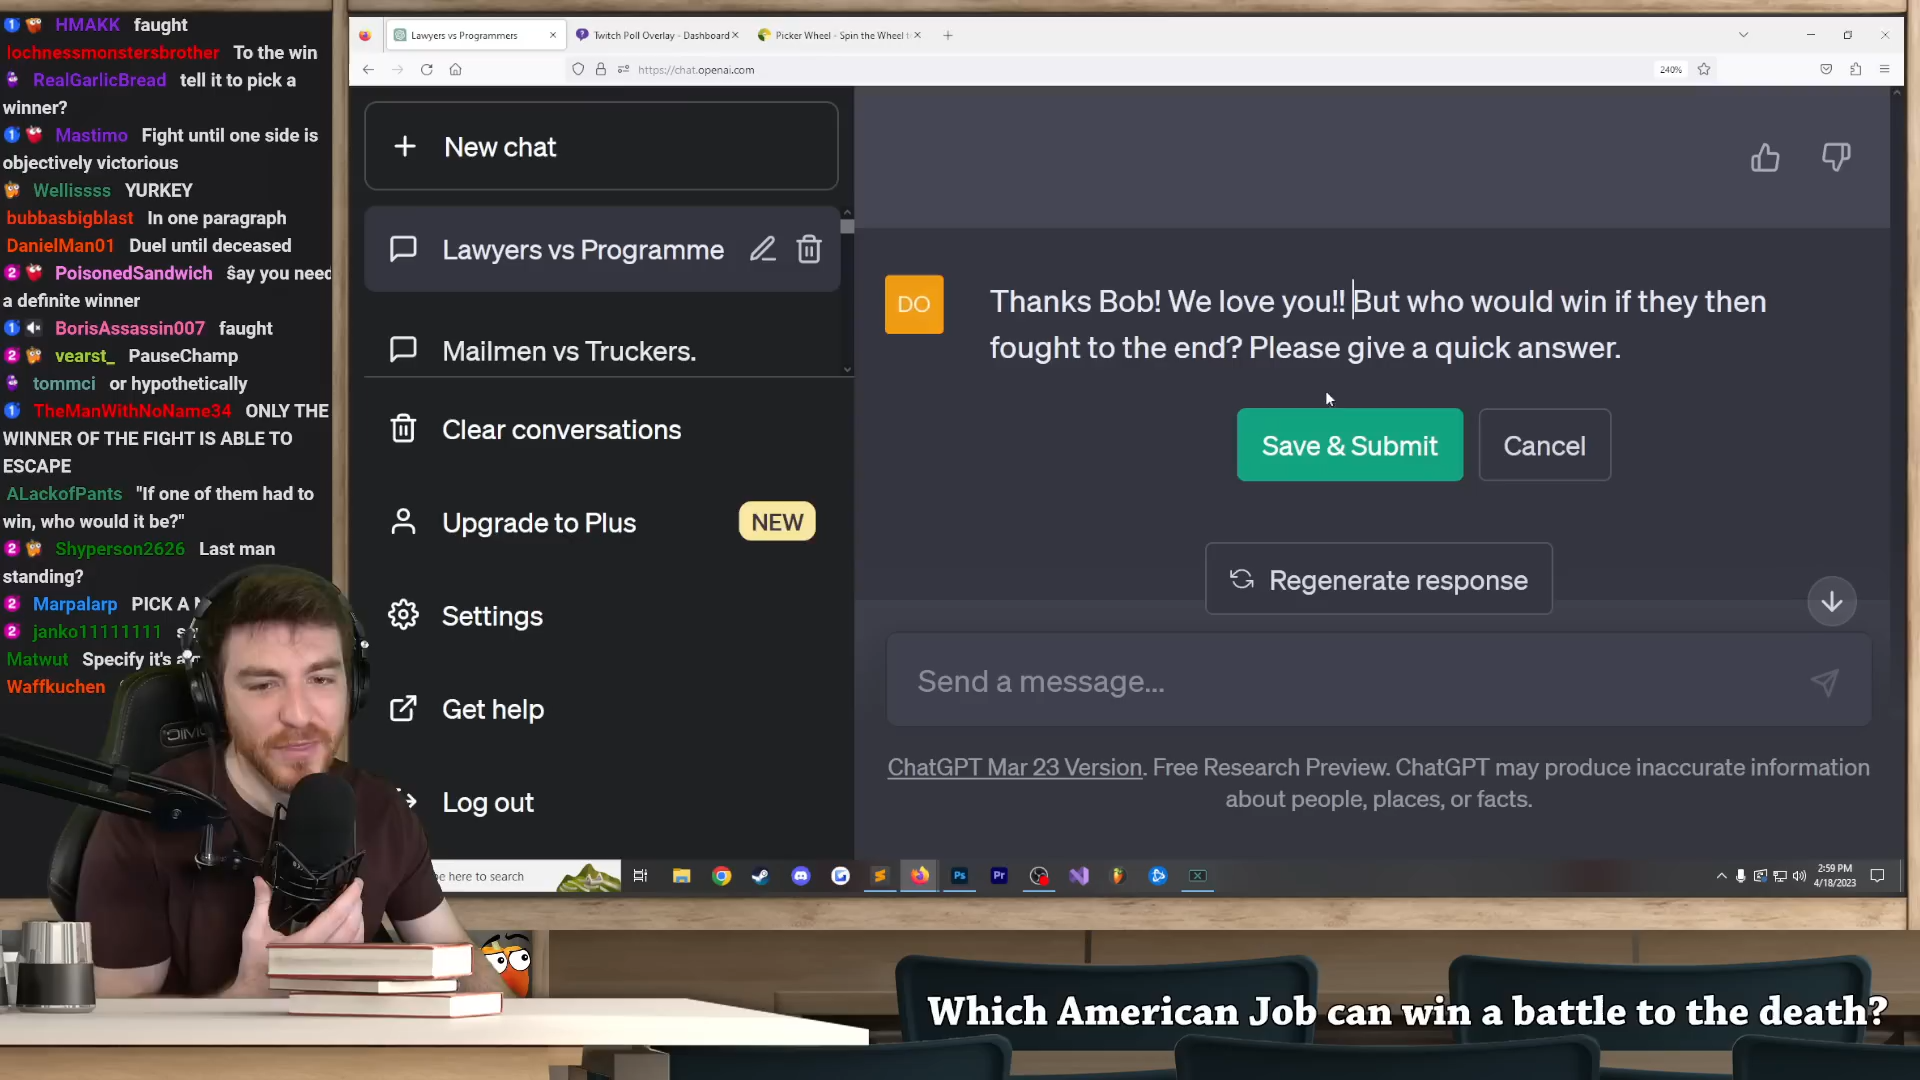 HMAKK faught
lochnessmonstersbrother To the win
RealGarlicBread tell it to pick a
winner?
Mastimo Fight until one side is
objectively victorious
Wellissss YURKEY
bubbasbigblast In one paragraph
DanielMan01 Duel until deceased
PoisonedSandwich ŝay you need
a definite winner
BorisAssassin007 faught
vearst_ PauseChamp
tommci or hypothetically
TheManWithNoName34 ONLY THE
WINNER OF THE FIGHT IS ABLE TO
ESCAPE
ALackofPants "If one of them had to
win, who would it be?"
Shyperson2626 Last man
standing?
Marpalarp PICK A
janko11111111
Matwut Specify it's a
Waffkuchen
Lawyers vs Programmers
Twitch Poll Overlay - Dashboard
Picker Wheel - Spin the Wheel t
https://chat.openai.com
240%
New chat
Lawyers vs Programme
Mailmen vs Truckers.
Clear conversations
Upgrade to Plus
NEW
Settings
Get help
Log out
DO
Thanks Bob! We love you!! But who would win if they then
fought to the end? Please give a quick answer.
Save & Submit
Cancel
Regenerate response
Send a message...
ChatGPT Mar 23 Version. Free Research Preview. ChatGPT may produce inaccurate information
about people, places, or facts.
pe here to search
Ps
Pr
2:59 PM
4/18/2023
Which American Job can win a battle to the death?